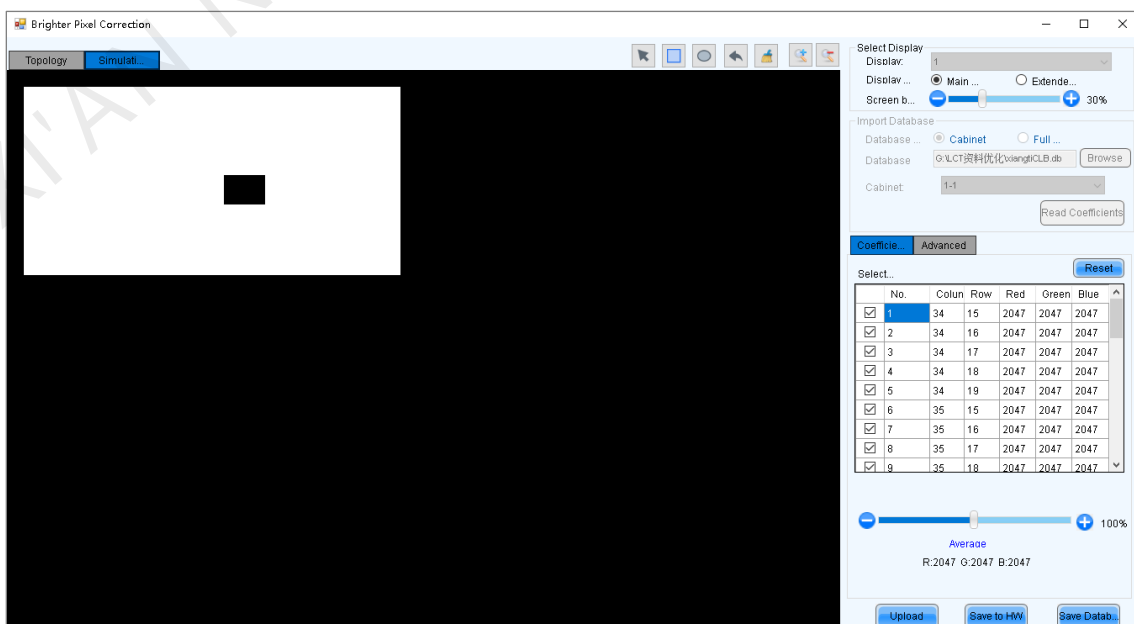 Brighter Pixel Correction
XI'AN
Topology Simulati...
Select Display
Display: 1
Display ... Main ... Extende...
Screen b... 30%
Import Database
Database ... Cabinet Full ...
Database G:\LCT资料优化\xiangtiCLB.db Browse
Cabinet: 1-1
Read Coefficients
Coefficie... Advanced
Select... Reset
No. Colun Row Red Green Blue
1 34 15 2047 2047 2047
2 34 16 2047 2047 2047
3 34 17 2047 2047 2047
4 34 18 2047 2047 2047
5 34 19 2047 2047 2047
6 35 15 2047 2047 2047
7 35 16 2047 2047 2047
8 35 17 2047 2047 2047
9 35 18 2047 2047 2047
100%
Average
R:2047 G:2047 B:2047
Upload Save to HW Save Datab...